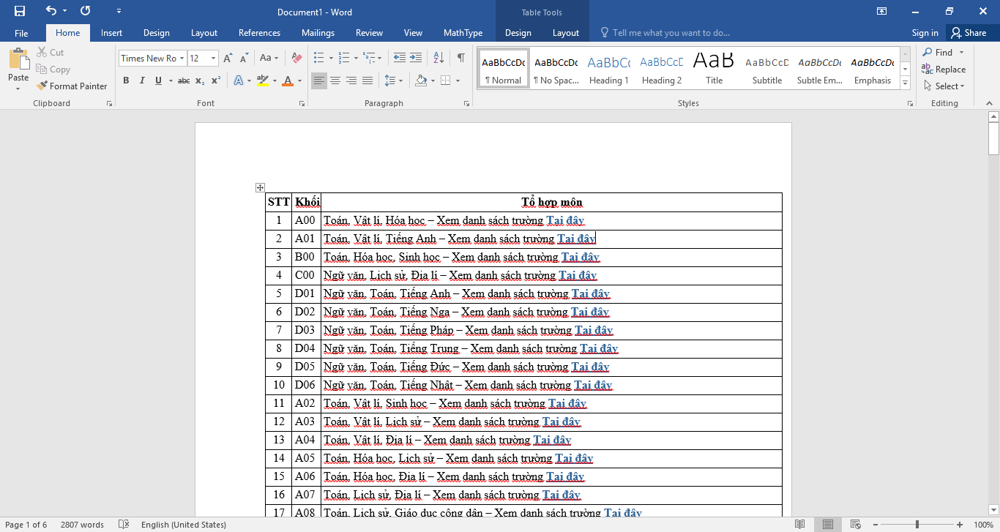 Document1 - Word
Table Tools
File Home Insert Design Layout References Mailings Review View MathType Design Layout Tell me what you want to do... Sign in Share
Paste
Cut
Copy
Format Painter
Clipboard
Times New Ro 12
Font
Paragraph
AaBbCcDc AaBbCcDc AaBbCc AaBbCcD AaB AaBbCcD AaBbCcDc AaBbCcDc
¶ Normal ¶ No Spac... Heading 1 Heading 2 Title Subtitle Subtle Em... Emphasis
Styles
Find
Replace
Select
Editing
STT Khối Tổ hợp môn
1 A00 Toán, Vật lí, Hóa học – Xem danh sách trường Tại đây
2 A01 Toán, Vật lí, Tiếng Anh – Xem danh sách trường Tại đây
3 B00 Toán, Hóa học, Sinh học – Xem danh sách trường Tại đây
4 C00 Ngữ văn, Lịch sử, Địa lí – Xem danh sách trường Tại đây
5 D01 Ngữ văn, Toán, Tiếng Anh – Xem danh sách trường Tại đây
6 D02 Ngữ văn, Toán, Tiếng Nga – Xem danh sách trường Tại đây
7 D03 Ngữ văn, Toán, Tiếng Pháp – Xem danh sách trường Tại đây
8 D04 Ngữ văn, Toán, Tiếng Trung – Xem danh sách trường Tại đây
9 D05 Ngữ văn, Toán, Tiếng Đức – Xem danh sách trường Tại đây
10 D06 Ngữ văn, Toán, Tiếng Nhật – Xem danh sách trường Tại đây
11 A02 Toán, Vật lí, Sinh học – Xem danh sách trường Tại đây
12 A03 Toán, Vật lí, Lịch sử – Xem danh sách trường Tại đây
13 A04 Toán, Vật lí, Địa lí – Xem danh sách trường Tại đây
14 A05 Toán, Hóa học, Lịch sử – Xem danh sách trường Tại đây
15 A06 Toán, Hóa học, Địa lí – Xem danh sách trường Tại đây
16 A07 Toán, Lịch sử, Địa lí – Xem danh sách trường Tại đây
17 A08 Toán, Lịch sử, Giáo dục công dân – Xem danh sách trường Tại đây
Page 1 of 6 2807 words English (United States) 100%